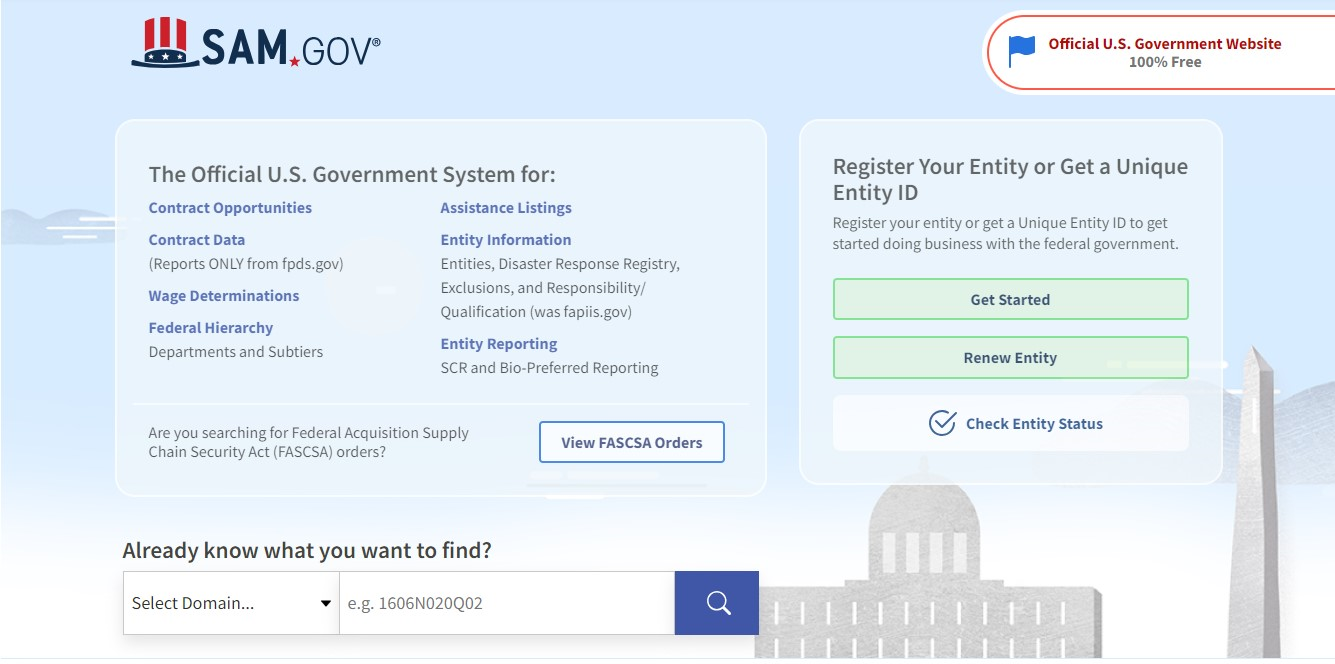 SAM.GOV®
Official U.S. Government Website
100% Free
The Official U.S. Government System for:
Contract Opportunities
Contract Data
(Reports ONLY from fpds.gov)
Wage Determinations
Federal Hierarchy
Departments and Subtiers
Assistance Listings
Entity Information
Entities, Disaster Response Registry,
Exclusions, and Responsibility/
Qualification (was fapiis.gov)
Entity Reporting
SCR and Bio-Preferred Reporting
Are you searching for Federal Acquisition Supply
Chain Security Act (FASCSA) orders?
View FASCSA Orders
Register Your Entity or Get a Unique
Entity ID
Register your entity or get a Unique Entity ID to get
started doing business with the federal government.
Get Started
Renew Entity
Check Entity Status
Already know what you want to find?
Select Domain...
e.g. 1606N020Q02